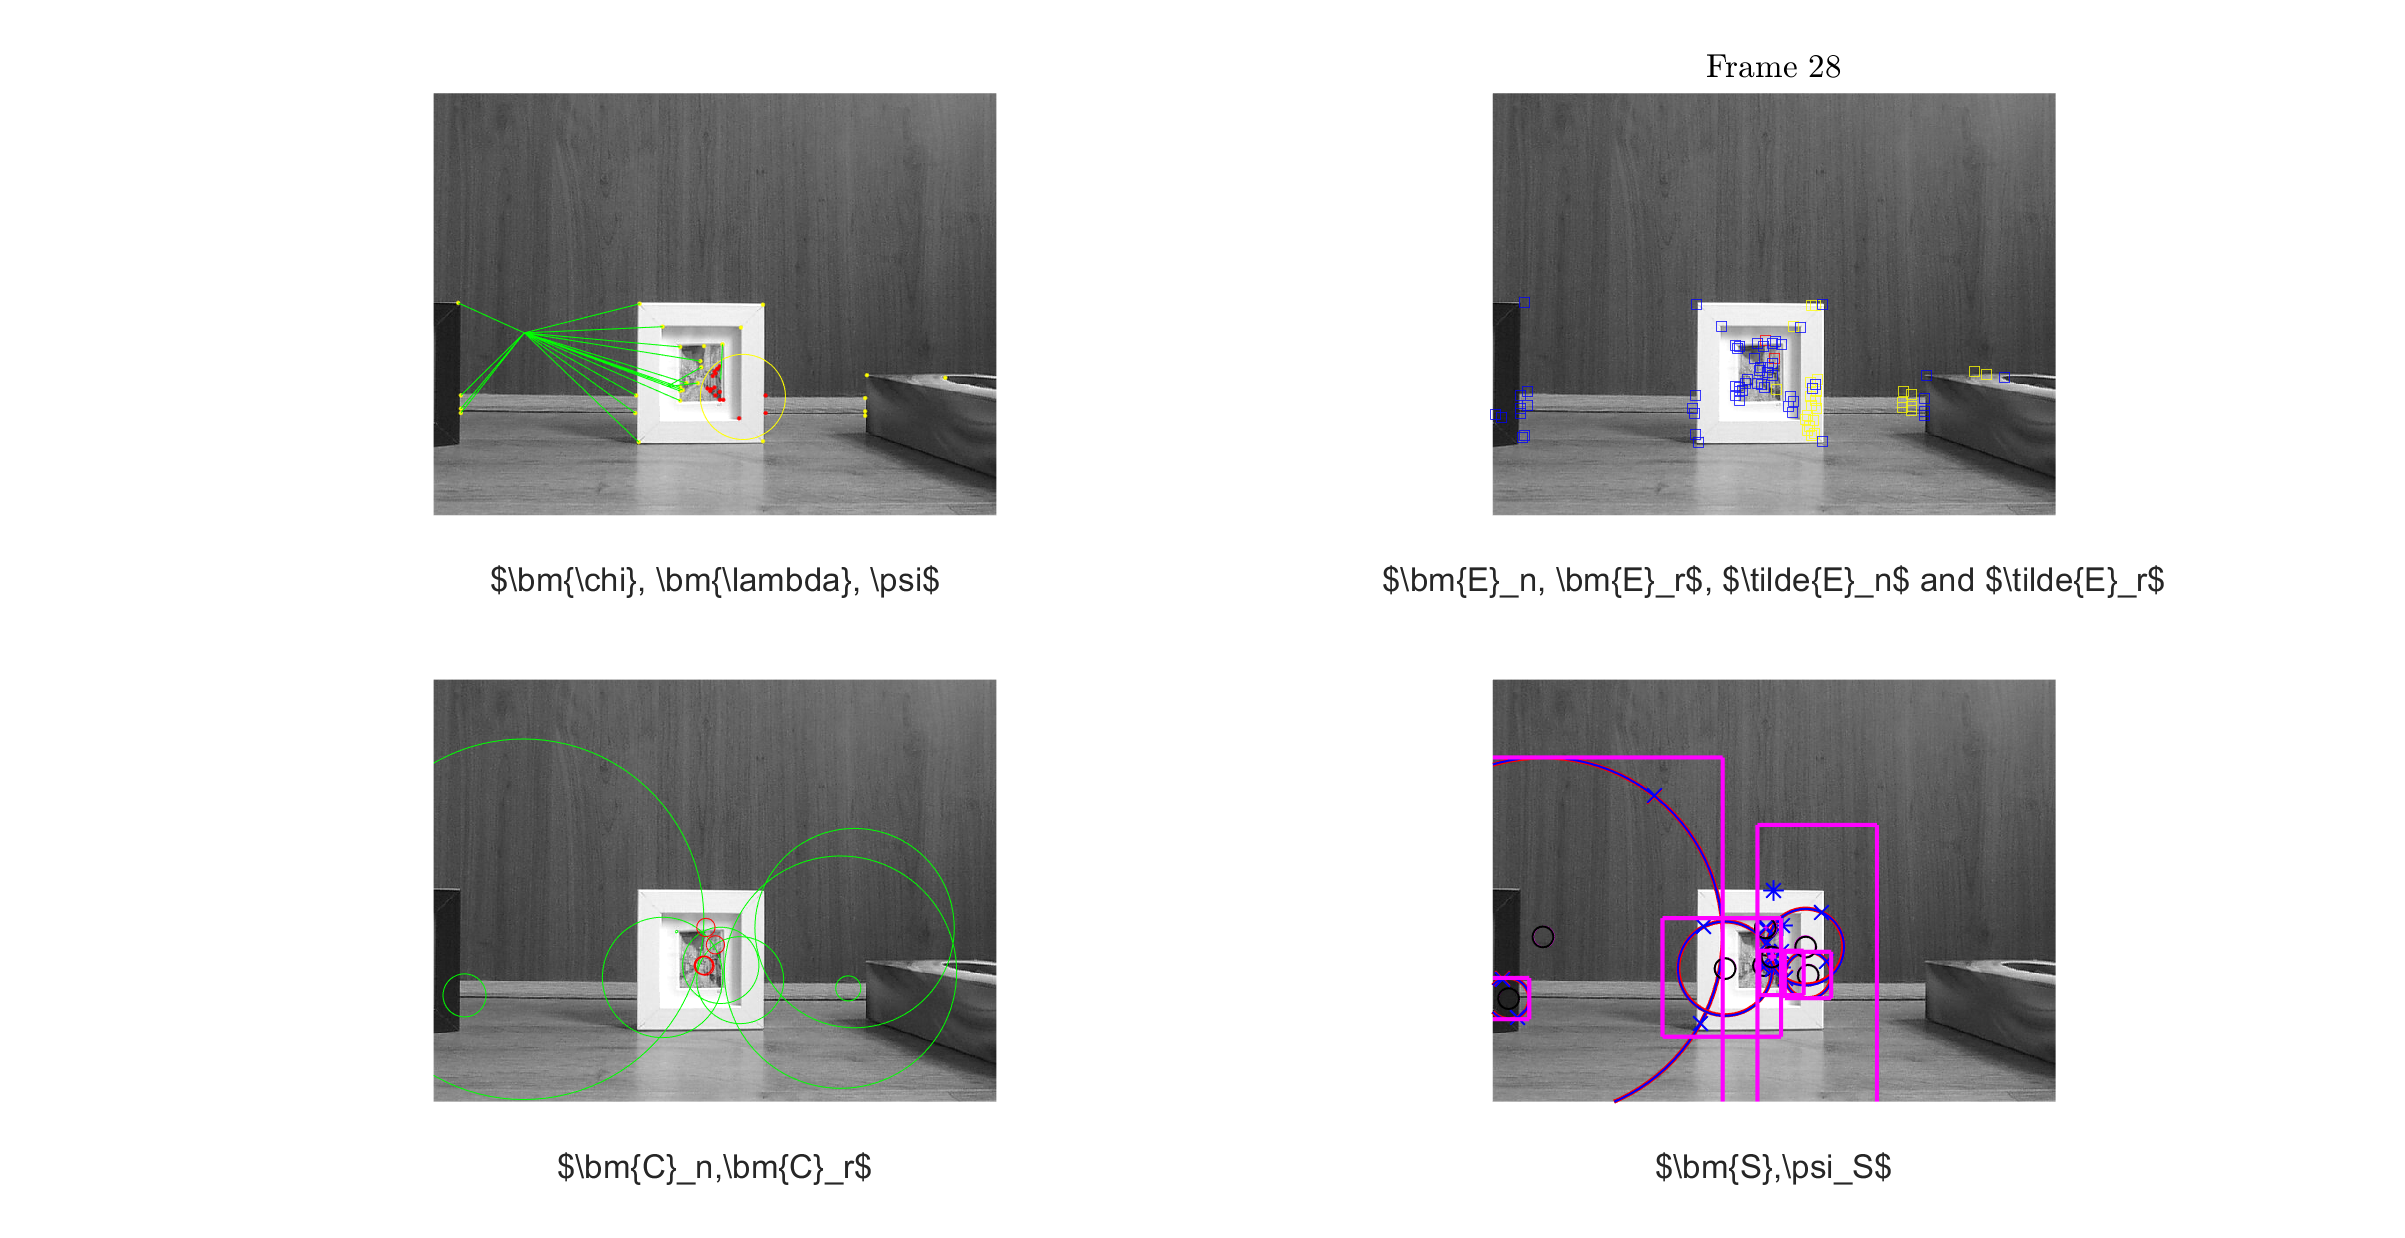 Frame 28
$\bm{\chi}, \bm{\lambda}, \psi$
$\bm{E}_n, \bm{E}_r$, $\tilde{E}_n$ and $\tilde{E}_r$
$\bm{C}_n,\bm{C}_r$
$\bm{S},\psi_S$